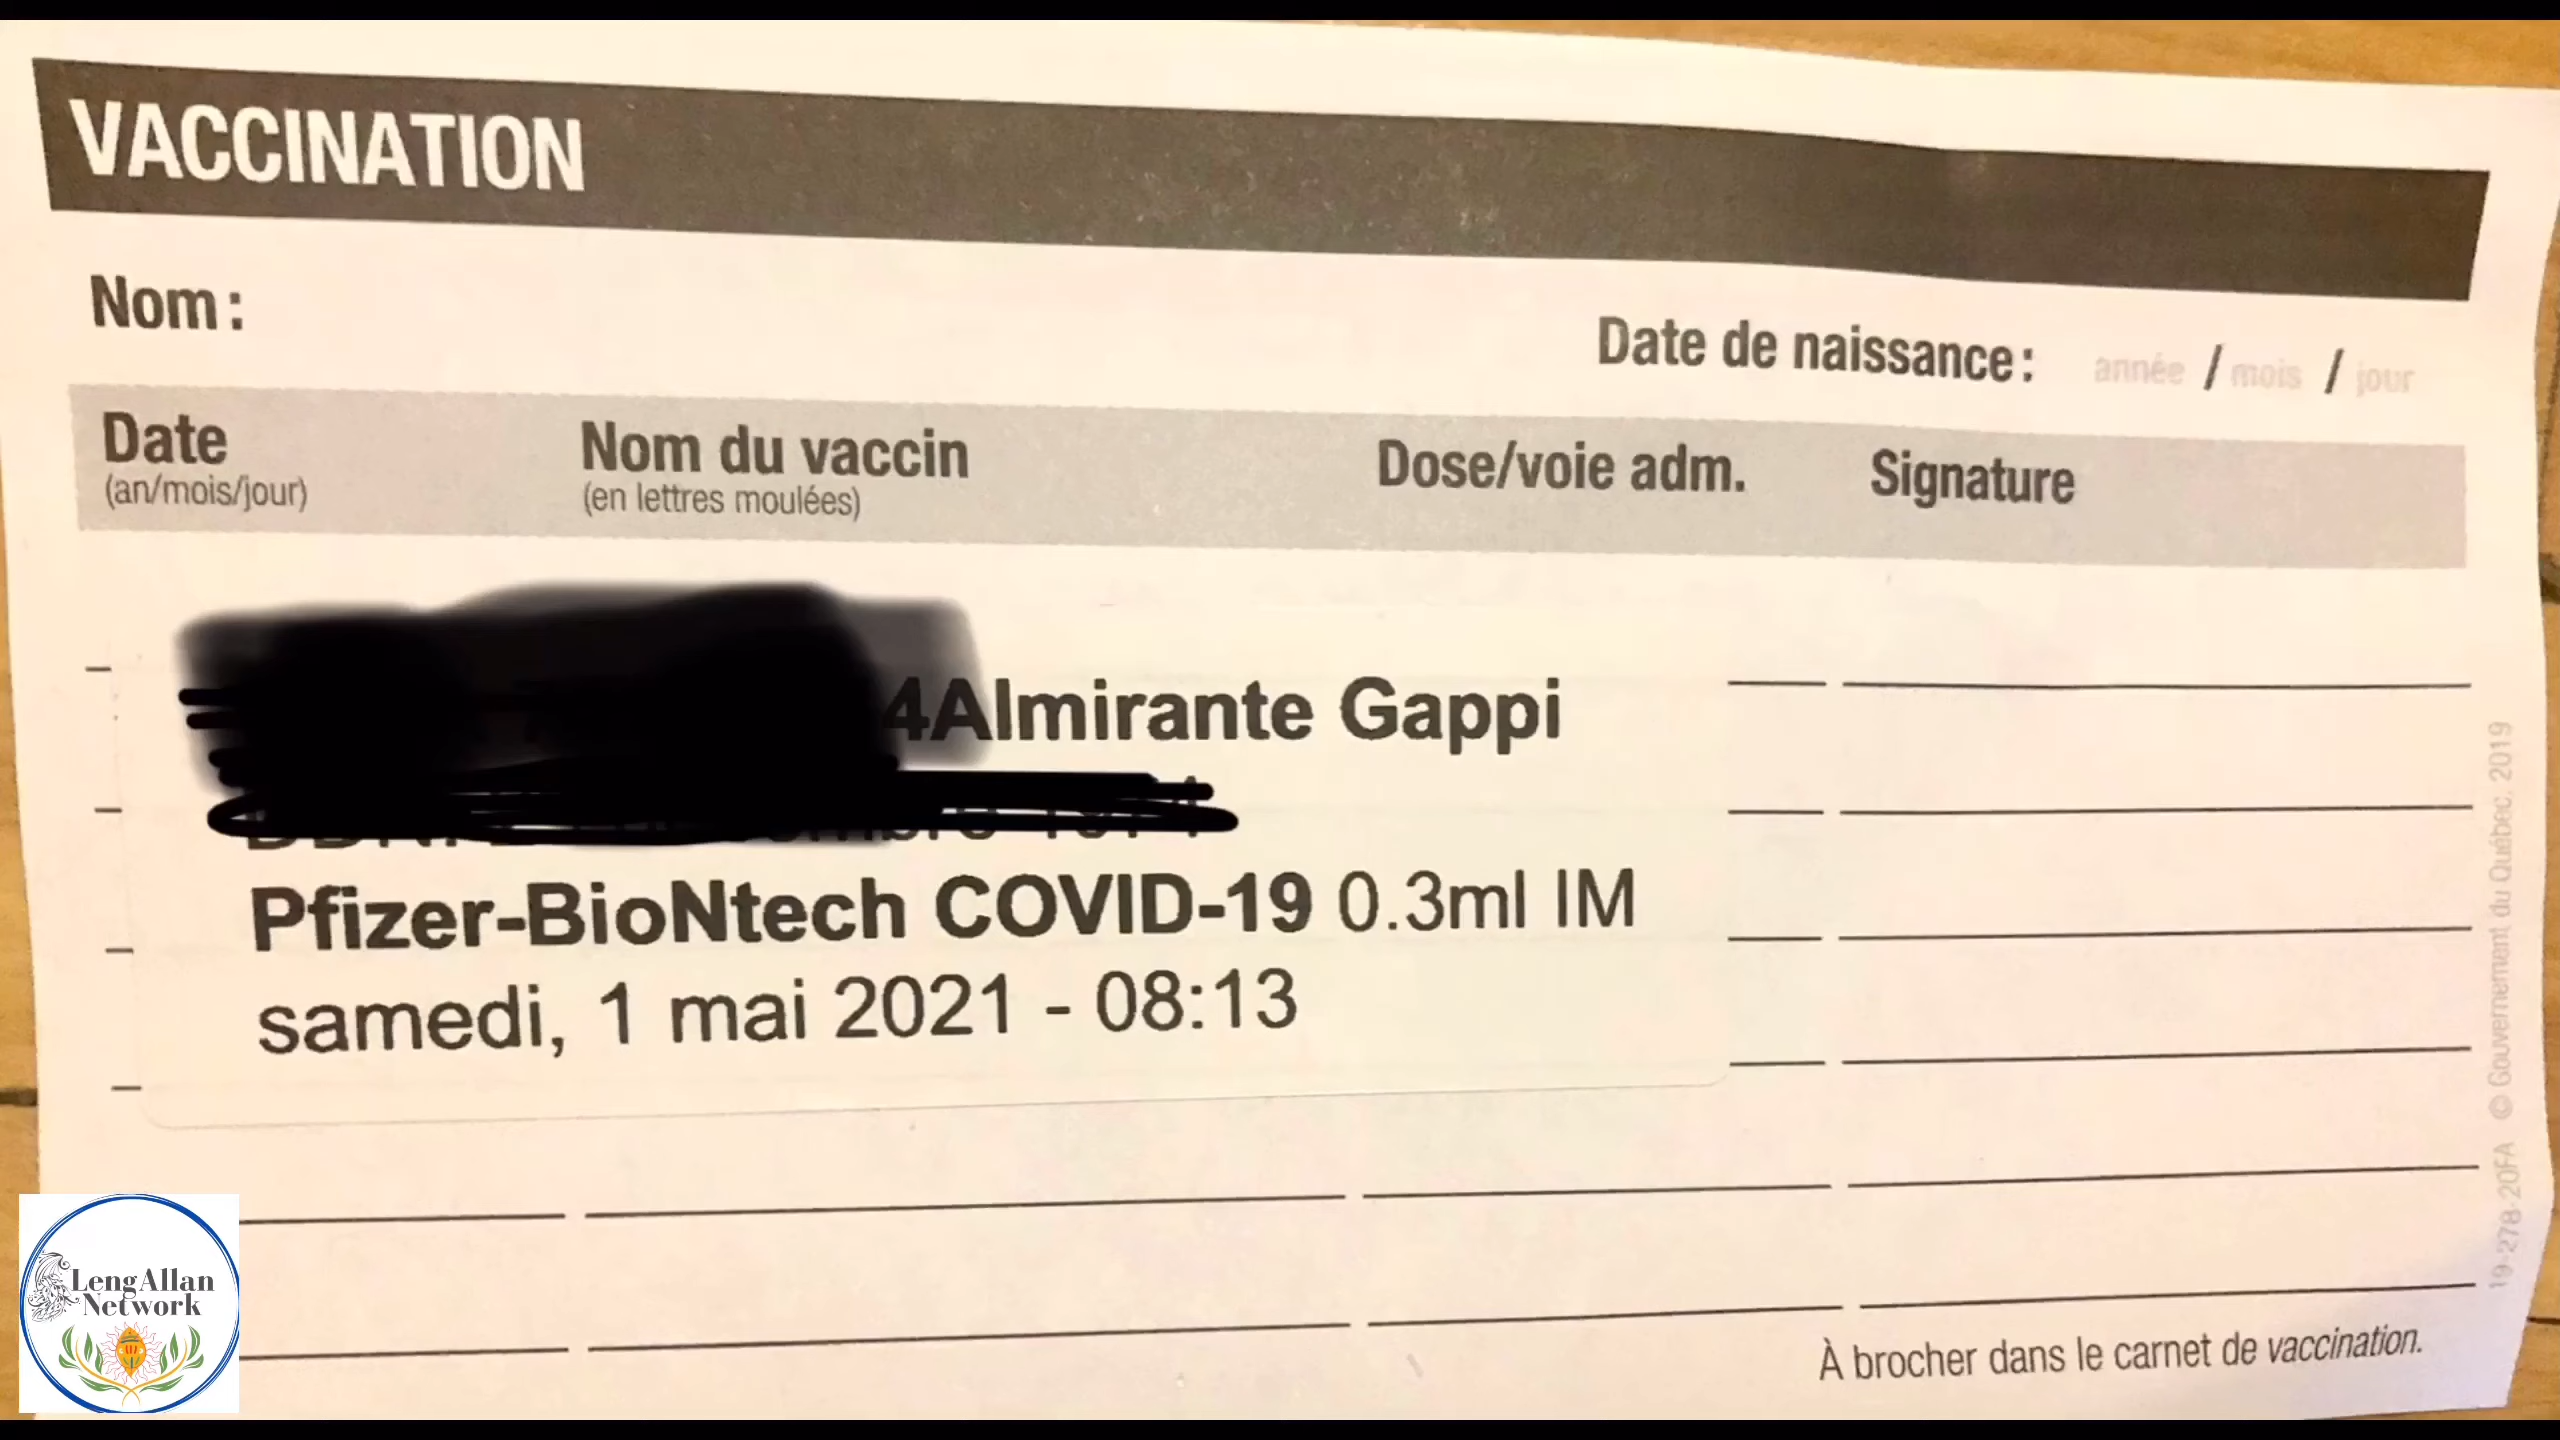 VACCINATION
Nom :
Date de naissance : année / mois / jour
Date Nom du vaccin Dose/voie adm. Signature
(an/mois/jour) (en lettres moulées)
4Almirante Gappi
Pfizer-BioNtech COVID-19 0.3ml IM
samedi, 1 mai 2021 - 08:13
À brocher dans le carnet de vaccination.
19-278-20FA © Gouvernement du Québec, 2019
LengAllan
Network